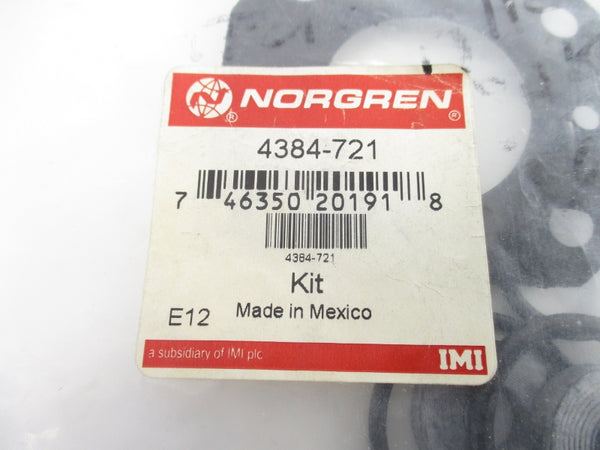 NORGREN
4384-721
7 46350 20191 8
4384-721
Kit
E12 Made in Mexico
a subsidiary of IMI plc IMI